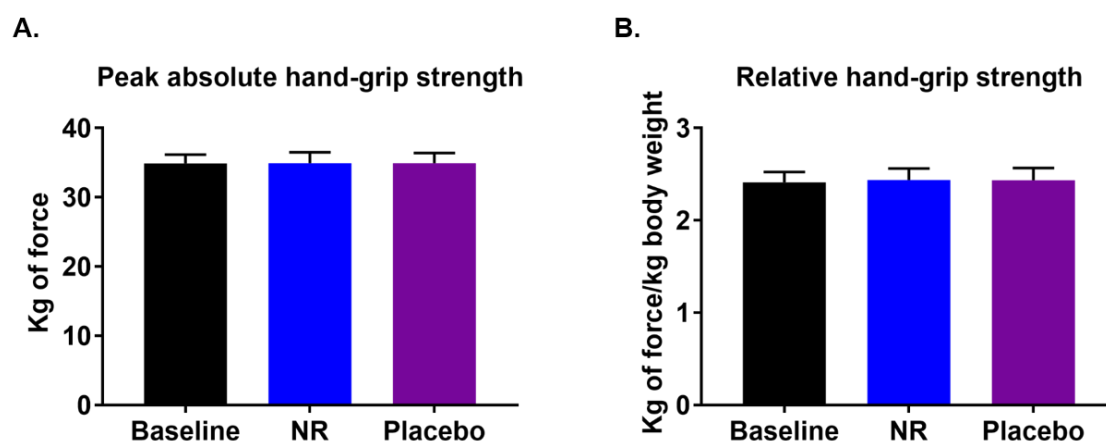 A.
Peak absolute hand-grip strength
Kg of force
40
30
20
10
0
Baseline NR Placebo
B.
Relative hand-grip strength
Kg of force/kg body weight
3
2
1
0
Baseline NR Placebo